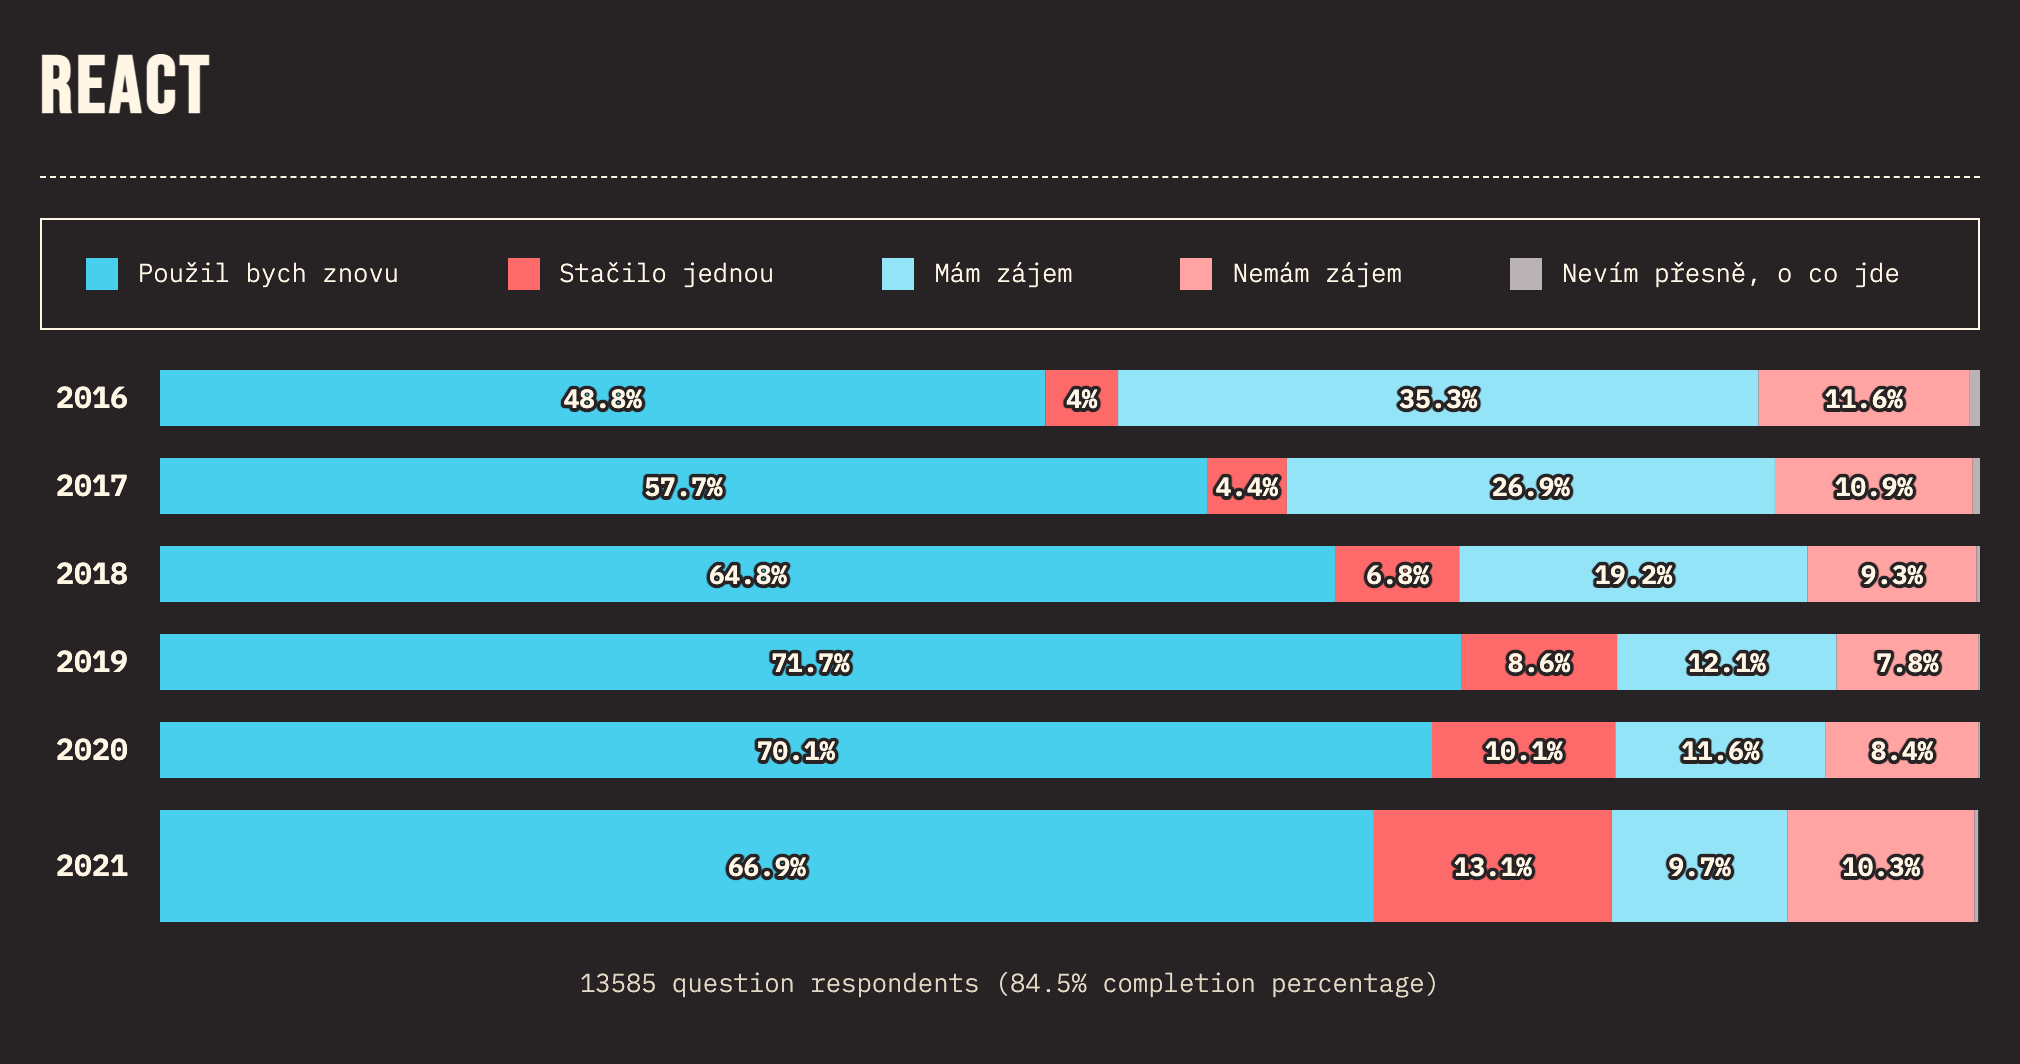 REACT
Použil bych znovu Stačilo jednou Mám zájem Nemám zájem Nevím přesně, o co jde
2016 48.8% 4% 35.3% 11.6%
2017 57.7% 4.4% 26.9% 10.9%
2018 64.8% 6.8% 19.2% 9.3%
2019 71.7% 8.6% 12.1% 7.8%
2020 70.1% 10.1% 11.6% 8.4%
2021 66.9% 13.1% 9.7% 10.3%
13585 question respondents (84.5% completion percentage)